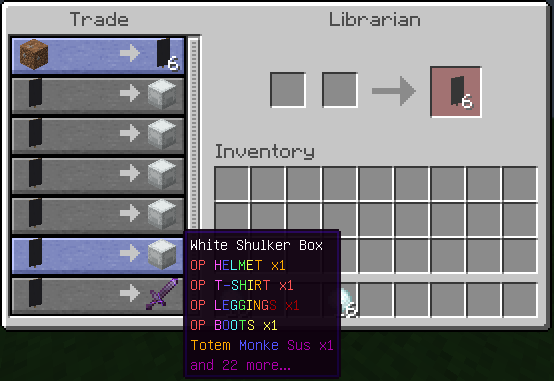 Trade
Librarian
6
6
Inventory
White Shulker Box
OP HELMET x1
OP T-SHIRT x1
OP LEGGINGS x1
OP BOOTS x1
Totem Monke Sus x1
and 22 more...
6